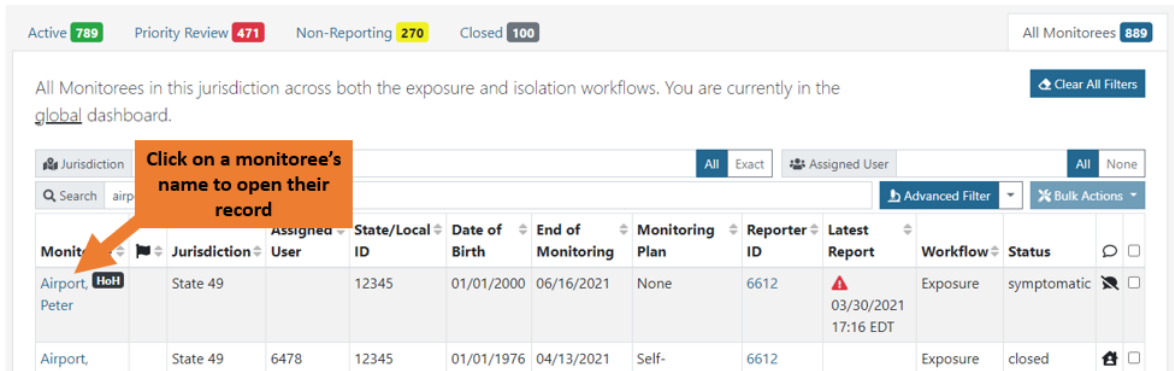 Active 789 Priority Review 471 Non-Reporting 270 Closed 100 All Monitorees 889
All Monitorees in this jurisdiction across both the exposure and isolation workflows. You are currently in the
global dashboard.
Clear All Filters
Jurisdiction All Exact Assigned User All None
Click on a monitoree's
name to open their
record
Search airp Advanced Filter Bulk Actions
Jurisdiction Assigned User State/Local ID Date of Birth End of Monitoring Monitoring Plan Reporter ID Latest Report Workflow Status
Airport, Peter HoH State 49 12345 01/01/2000 06/16/2021 None 6612 03/30/2021 17:16 EDT Exposure symptomatic
Airport, State 49 6478 12345 01/01/1976 04/13/2021 Self- 6612 Exposure closed